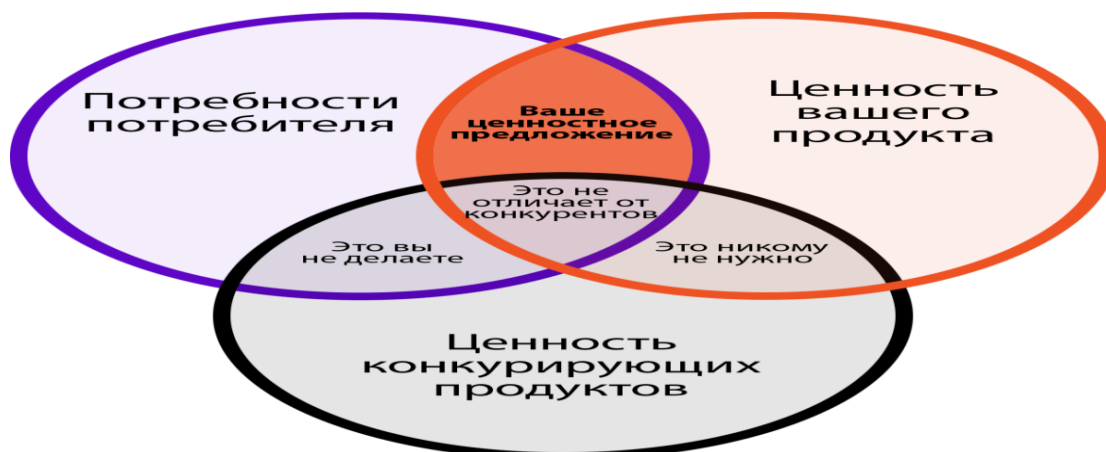 Потребности
потребителя
Ваше
ценностное
предложение
Ценность
вашего
продукта
Это не
отличает от
конкурентов
Это вы
не делаете
Это никому
не нужно
Ценность
конкурирующих
продуктов